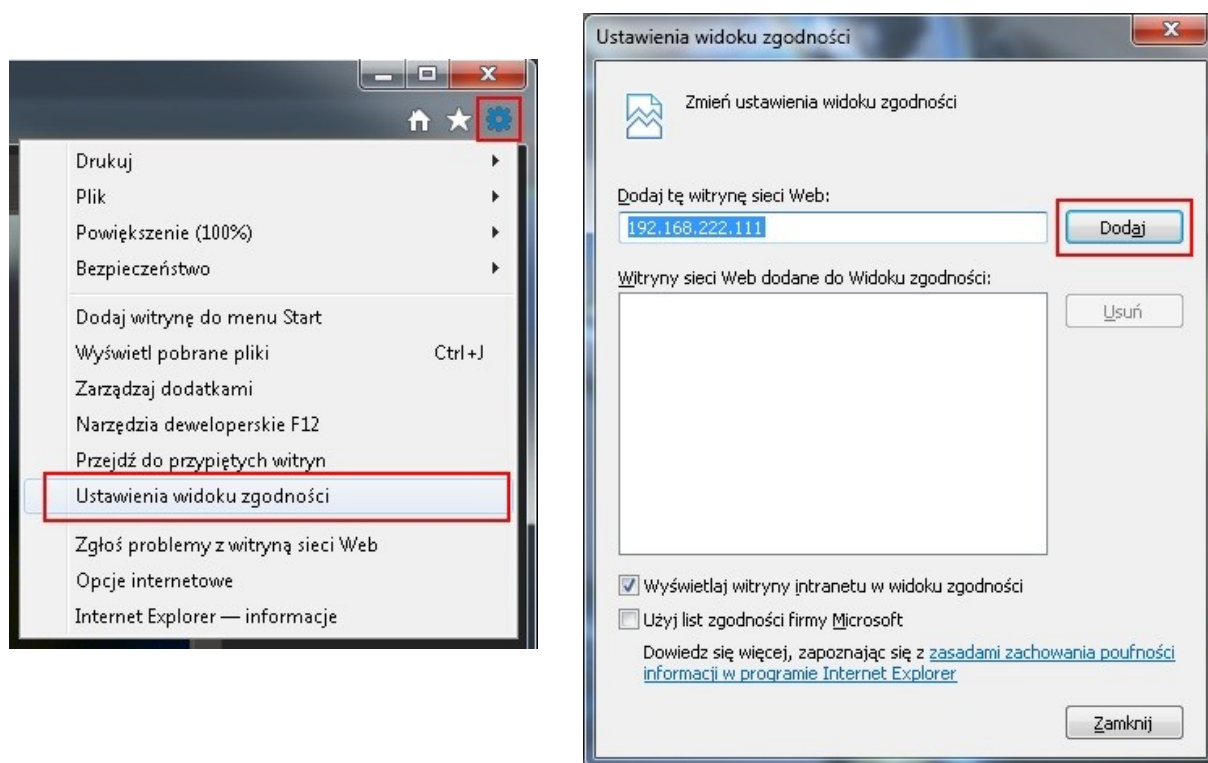 Drukuj
Plik
Powiększenie (100%)
Bezpieczeństwo
Dodaj witrynę do menu Start
Wyświetl pobrane pliki Ctrl+J
Zarządzaj dodatkami
Narzędzia deweloperskie F12
Przejdź do przypiętych witryn
Ustawienia widoku zgodności
Zgłoś problemy z witryną sieci Web
Opcje internetowe
Internet Explorer — informacje
Ustawienia widoku zgodności
Zmień ustawienia widoku zgodności
Dodaj tę witrynę sieci Web:
192.168.222.111 Dodaj
Witryny sieci Web dodane do Widoku zgodności:
Usuń
Wyświetlaj witryny intranetu w widoku zgodności
Użyj list zgodności firmy Microsoft
Dowiedz się więcej, zapoznając się z zasadami zachowania poufności
informacji w programie Internet Explorer
Zamknij